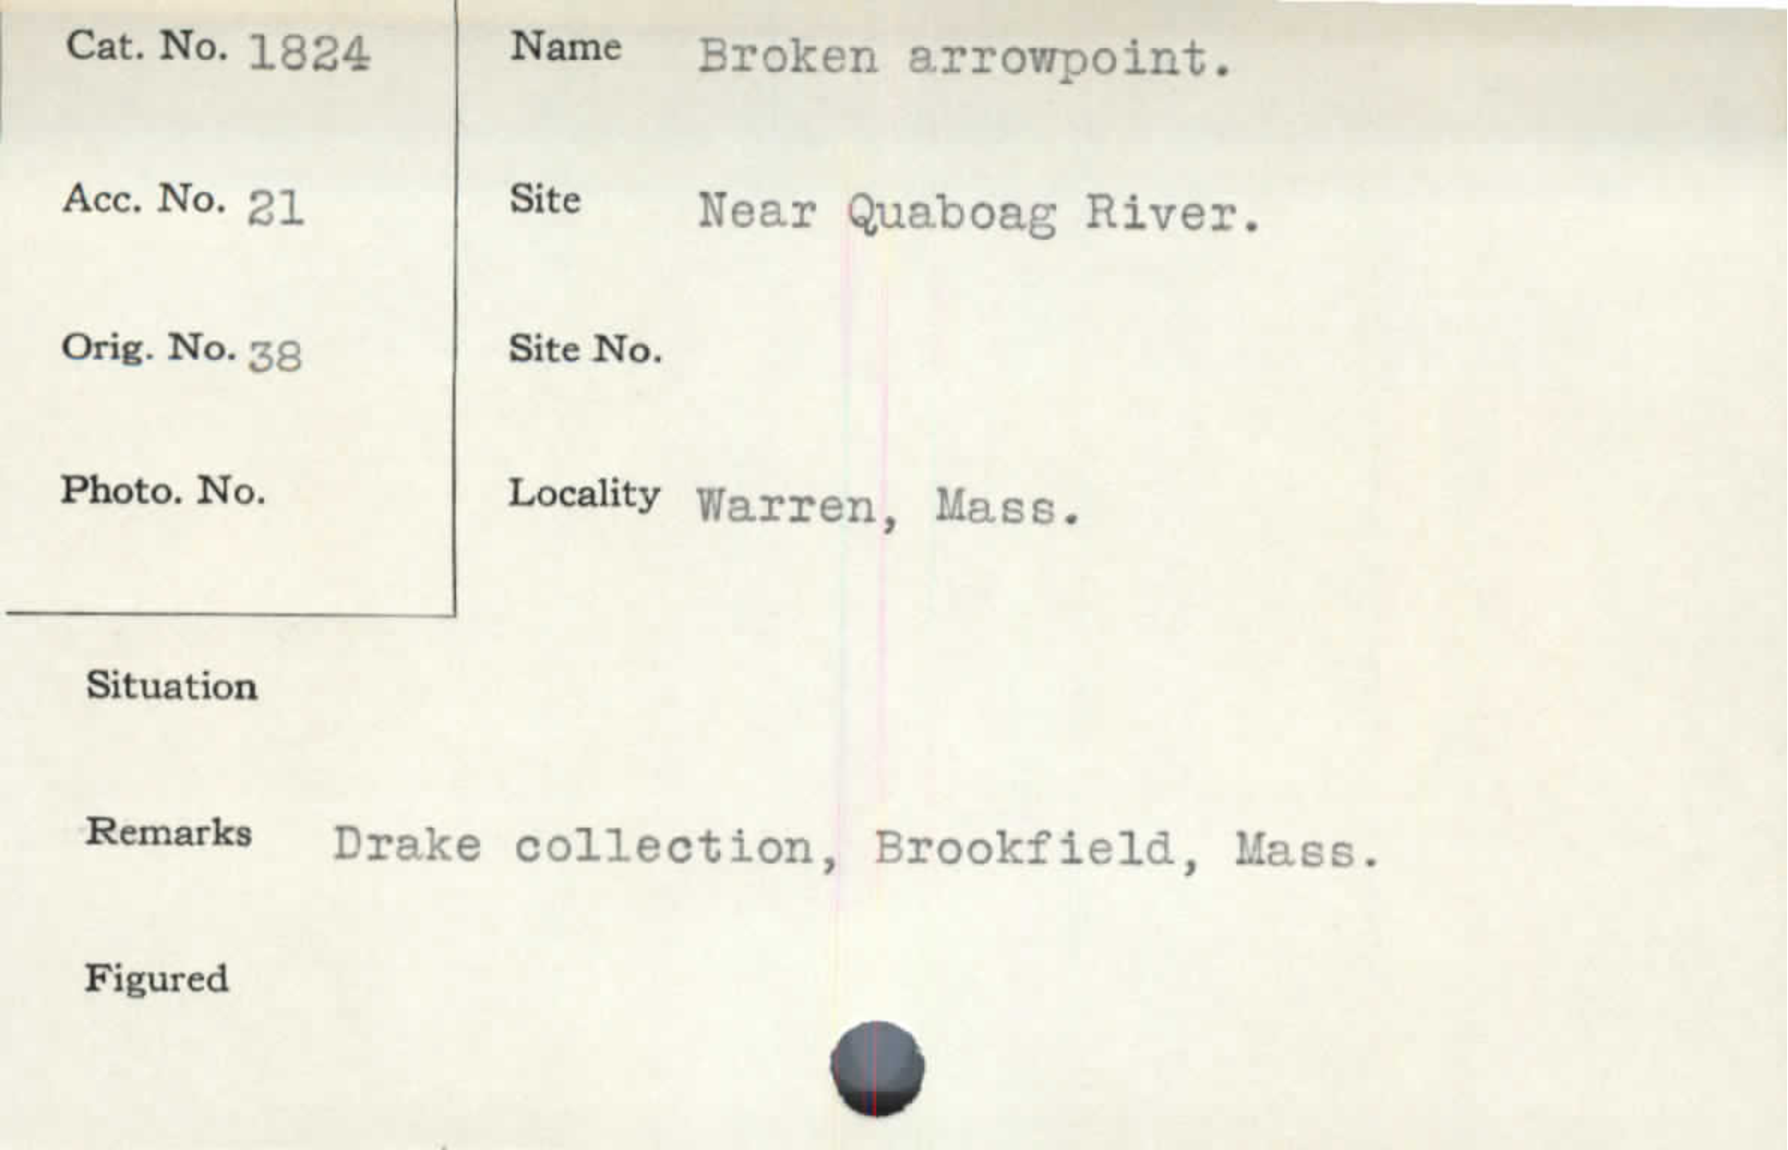 Cat. No. 1824
Name Broken arrowpoint.
Acc. No. 21
Site Near Quaboag River.
Orig. No. 38
Site No.
Photo. No.
Locality Warren, Mass.
Situation
Remarks Drake collection, Brookfield, Mass.
Figured